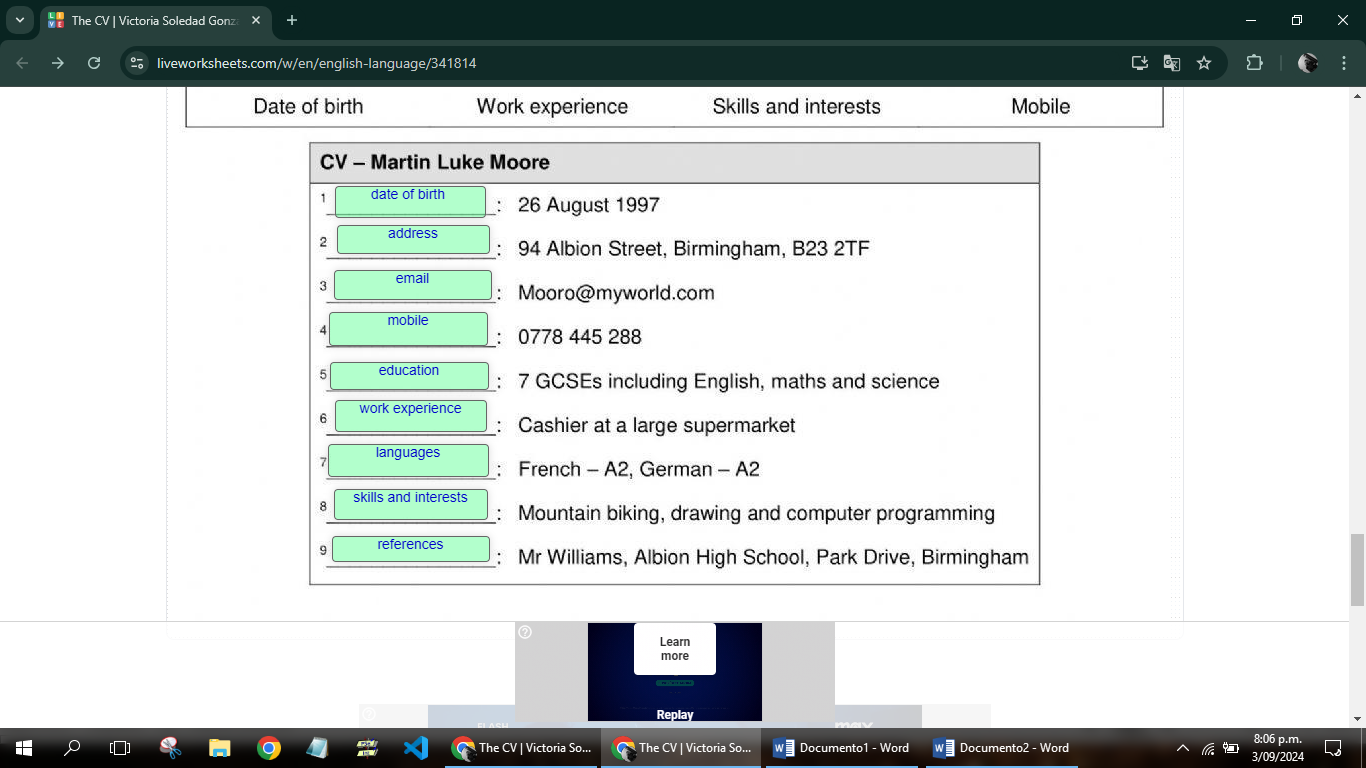 The CV | Victoria Soledad Gonz
liveworksheets.com/w/en/english-language/341814
Date of birth Work experience Skills and interests Mobile
CV – Martin Luke Moore
1 date of birth : 26 August 1997
2 address : 94 Albion Street, Birmingham, B23 2TF
3 email : Mooro@myworld.com
4 mobile : 0778 445 288
5 education : 7 GCSEs including English, maths and science
6 work experience : Cashier at a large supermarket
7 languages : French – A2, German – A2
8 skills and interests : Mountain biking, drawing and computer programming
9 references : Mr Williams, Albion High School, Park Drive, Birmingham
Learn
more
Replay
FLASH
The CV | Victoria So... The CV | Victoria So... Documento1 - Word Documento2 - Word
8:06 p.m.
3/09/2024